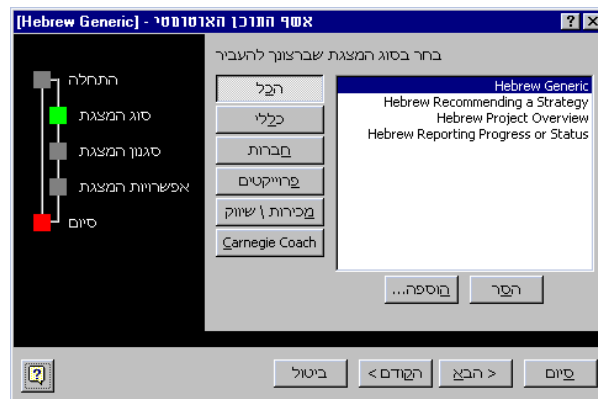 אשף התוכן האוטומטי - [Hebrew Generic]
בחר בסוג המצגת שברצונך להעביר
התחלה
סוג המצגת
סגנון המצגת
אפשרויות המצגת
סיום
הכל
כללי
חברות
פרוייקטים
מכירות \ שיווק
Carnegie Coach
Hebrew Generic
Hebrew Recommending a Strategy
Hebrew Project Overview
Hebrew Reporting Progress or Status
הסר
הוספה...
סיום
הבא >
< הקודם
ביטול